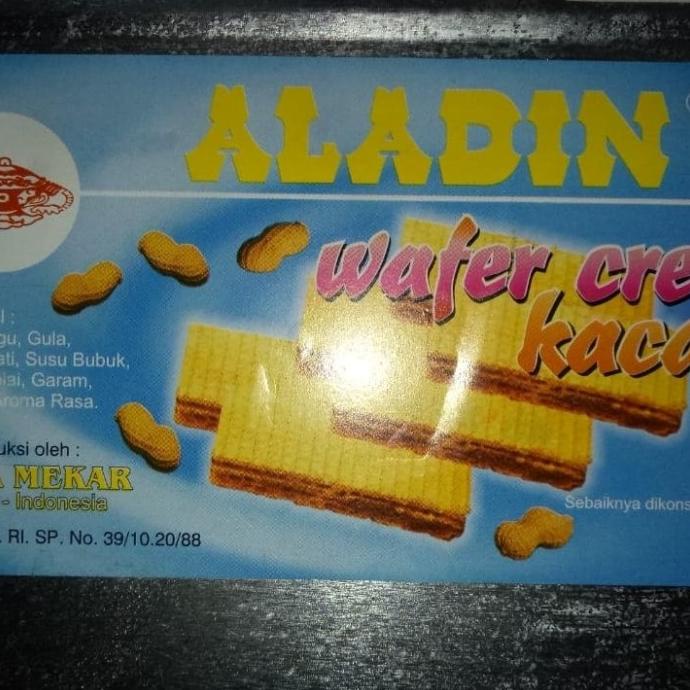 ALADIN
wafer cre
kaca
l :
gu, Gula,
ati, Susu Bubuk,
lai, Garam,
Aroma Rasa.
uksi oleh :
MEKAR
- Indonesia
. RI. SP. No. 39/10.20/88
Sebaiknya dikons